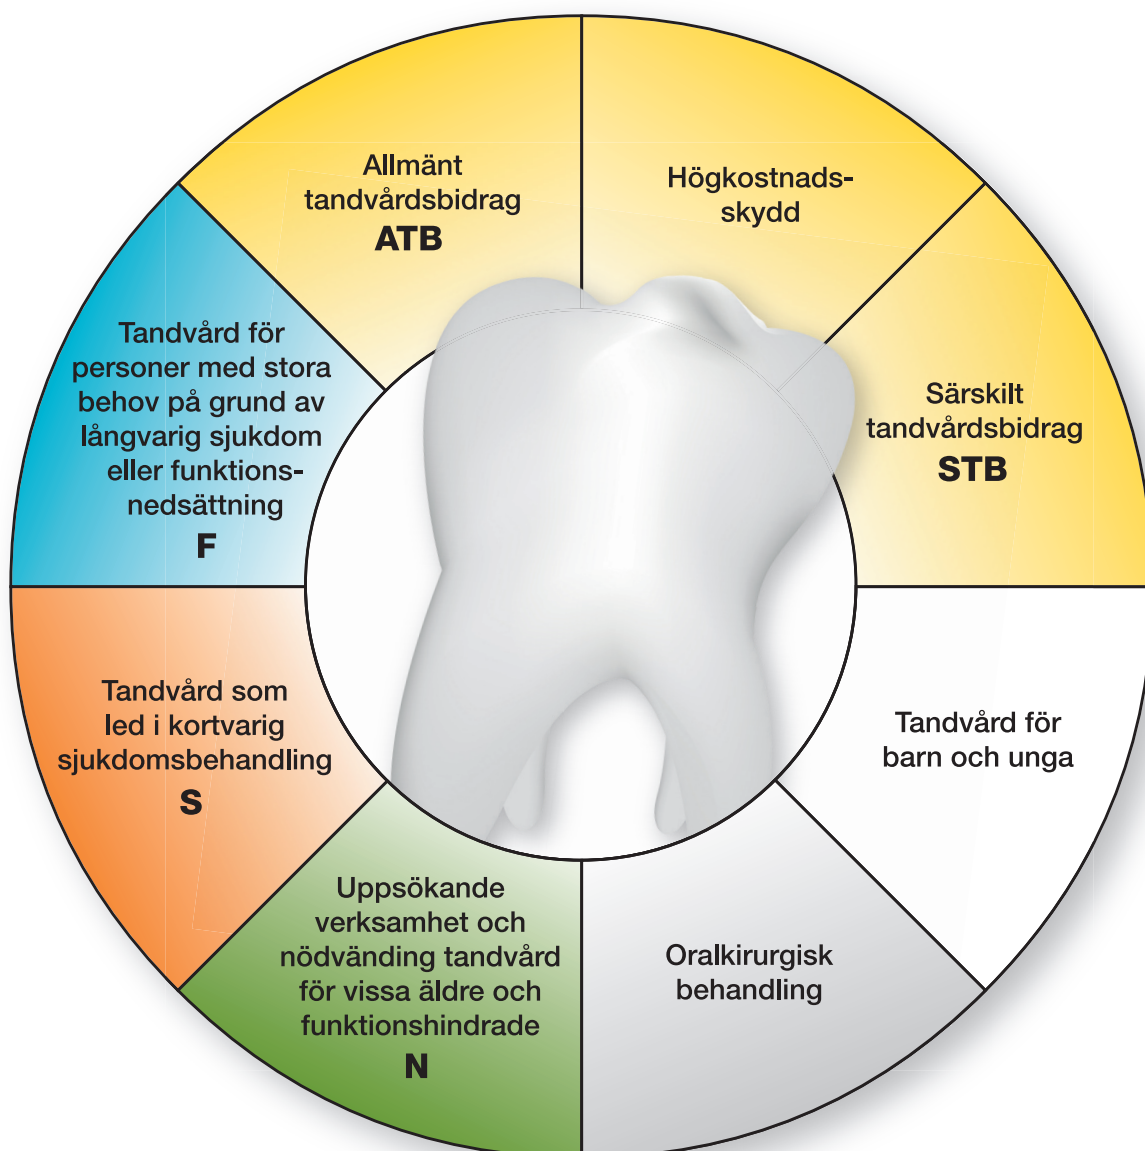 Allmänt
tandvårdsbidrag
ATB
Högkostnads-
skydd
Särskilt
tandvårdsbidrag
STB
Tandvård för
barn och unga
Oralkirurgisk
behandling
Uppsökande
verksamhet och
nödvänding tandvård
för vissa äldre och
funktionshindrade
N
Tandvård som
led i kortvarig
sjukdomsbehandling
S
Tandvård för
personer med stora
behov på grund av
långvarig sjukdom
eller funktions-
nedsättning
F